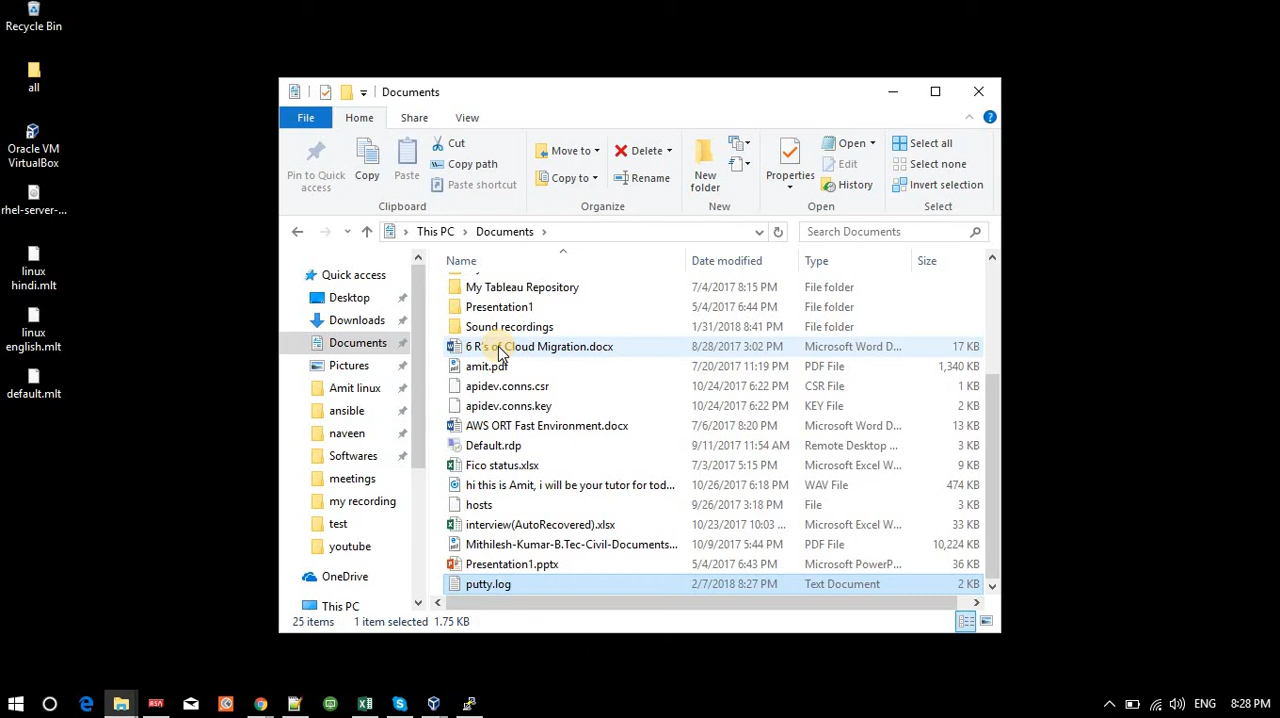 Recycle Bin
all
Oracle VM
VirtualBox
rhel-server-...
linux
hindi.mlt
linux
english.mlt
default.mlt
Documents
File Home Share View
Pin to Quick
access
Copy
Paste
Cut
Copy path
Paste shortcut
Clipboard
Move to
Copy to
Delete
Rename
Organize
New
folder
New
Properties
Open
Edit
History
Open
Select all
Select none
Invert selection
Select
This PC Documents
Search Documents
Quick access
Desktop
Downloads
Documents
Pictures
Amit linux
ansible
naveen
Softwares
meetings
my recording
test
youtube
OneDrive
This PC
Name Date modified Type Size
My Tableau Repository 7/4/2017 8:15 PM File folder
Presentation1 5/4/2017 6:44 PM File folder
Sound recordings 1/31/2018 8:41 PM File folder
6 R's of Cloud Migration.docx 8/28/2017 3:02 PM Microsoft Word D... 17 KB
amit.pdf 7/20/2017 11:19 PM PDF File 1,340 KB
apidev.conns.csr 10/24/2017 6:22 PM CSR File 1 KB
apidev.conns.key 10/24/2017 6:22 PM KEY File 2 KB
AWS ORT Fast Environment.docx 7/6/2017 8:20 PM Microsoft Word D... 13 KB
Default.rdp 9/11/2017 11:54 AM Remote Desktop ... 3 KB
Fico status.xlsx 7/3/2017 5:15 PM Microsoft Excel W... 9 KB
hi this is Amit, i will be your tutor for tod... 10/26/2017 6:18 PM WAV File 474 KB
hosts 9/26/2017 3:18 PM File 1 KB
interview(AutoRecovered).xlsx 10/23/2017 10:03 ... Microsoft Excel W... 33 KB
Mithilesh-Kumar-B.Tec-Civil-Documents... 10/9/2017 5:44 PM PDF File 10,224 KB
Presentation1.pptx 5/4/2017 6:43 PM Microsoft PowerP... 36 KB
putty.log 2/7/2018 8:27 PM Text Document 2 KB
25 items 1 item selected 1.75 KB
RSA
ENG 8:28 PM